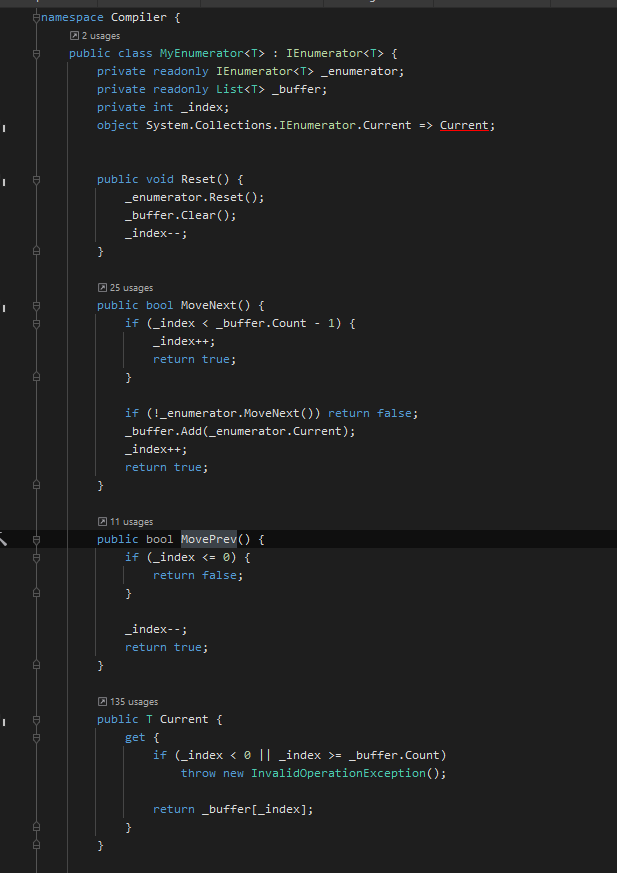 namespace Compiler {
2 usages
public class MyEnumerator<T> : IEnumerator<T> {
private readonly IEnumerator<T> _enumerator;
private readonly List<T> _buffer;
private int _index;
object System.Collections.IEnumerator.Current => Current;
public void Reset() {
_enumerator.Reset();
_buffer.Clear();
_index--;
}
25 usages
public bool MoveNext() {
if (_index < _buffer.Count - 1) {
_index++;
return true;
}
if (!_enumerator.MoveNext()) return false;
_buffer.Add(_enumerator.Current);
_index++;
return true;
}
11 usages
public bool MovePrev() {
if (_index <= 0) {
return false;
}
_index--;
return true;
}
135 usages
public T Current {
get {
if (_index < 0 || _index >= _buffer.Count)
throw new InvalidOperationException();
return _buffer[_index];
}
}